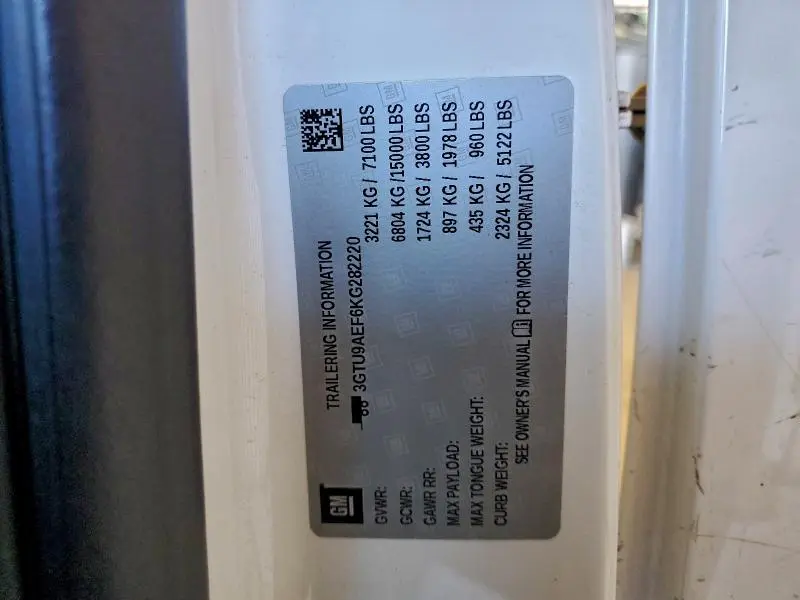 GM
TRAILERING INFORMATION
3GTU9AEF6KG282220
GVWR: 3221 KG / 7100 LBS
GCWR: 6804 KG /15000 LBS
GAWR RR: 1724 KG / 3800 LBS
MAX PAYLOAD: 897 KG / 1978 LBS
MAX TONGUE WEIGHT: 435 KG / 960 LBS
CURB WEIGHT: 2324 KG / 5122 LBS
SEE OWNER'S MANUAL FOR MORE INFORMATION